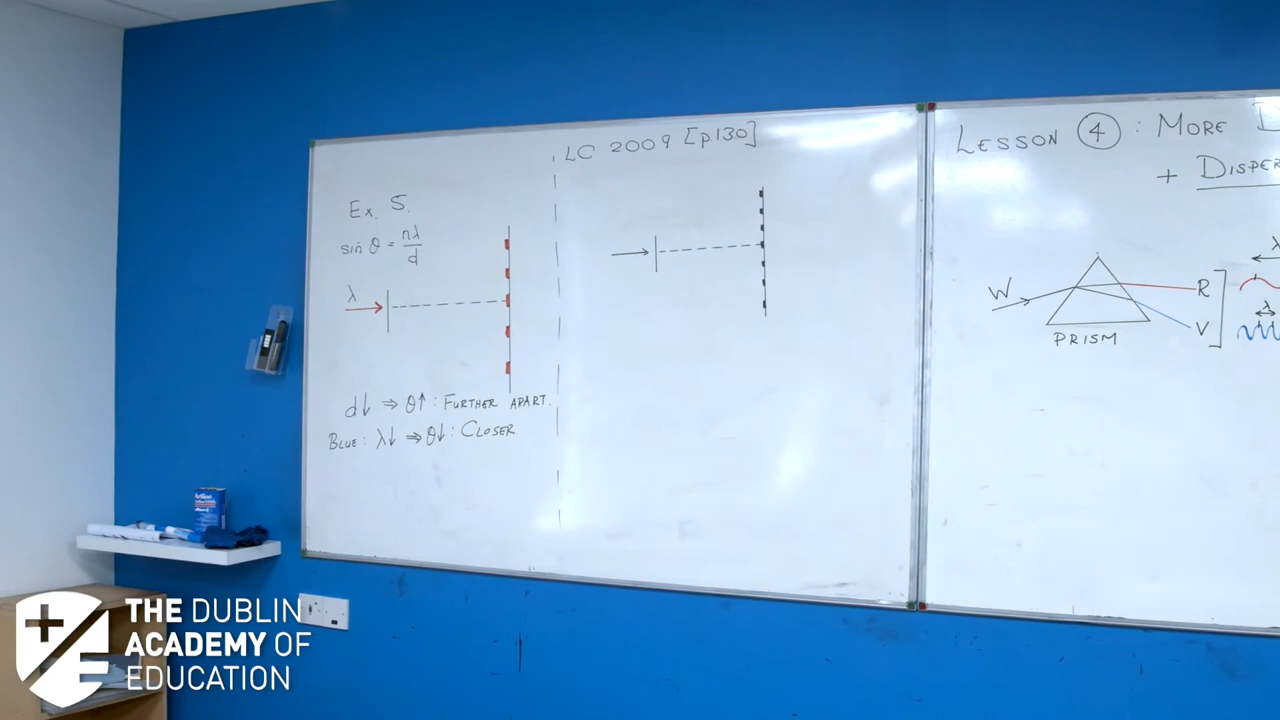 LC 2009 [p130]
Ex. 5.
sin θ = nλ/d
λ
d↓ ⇒ θ↑ : FURTHER APART.
BLUE : λ↓ ⇒ θ↓ : CLOSER
LESSON ④ : MORE
+ DISPER
λ
W
R
λ
V
PRISM
THE DUBLIN
ACADEMY OF
EDUCATION